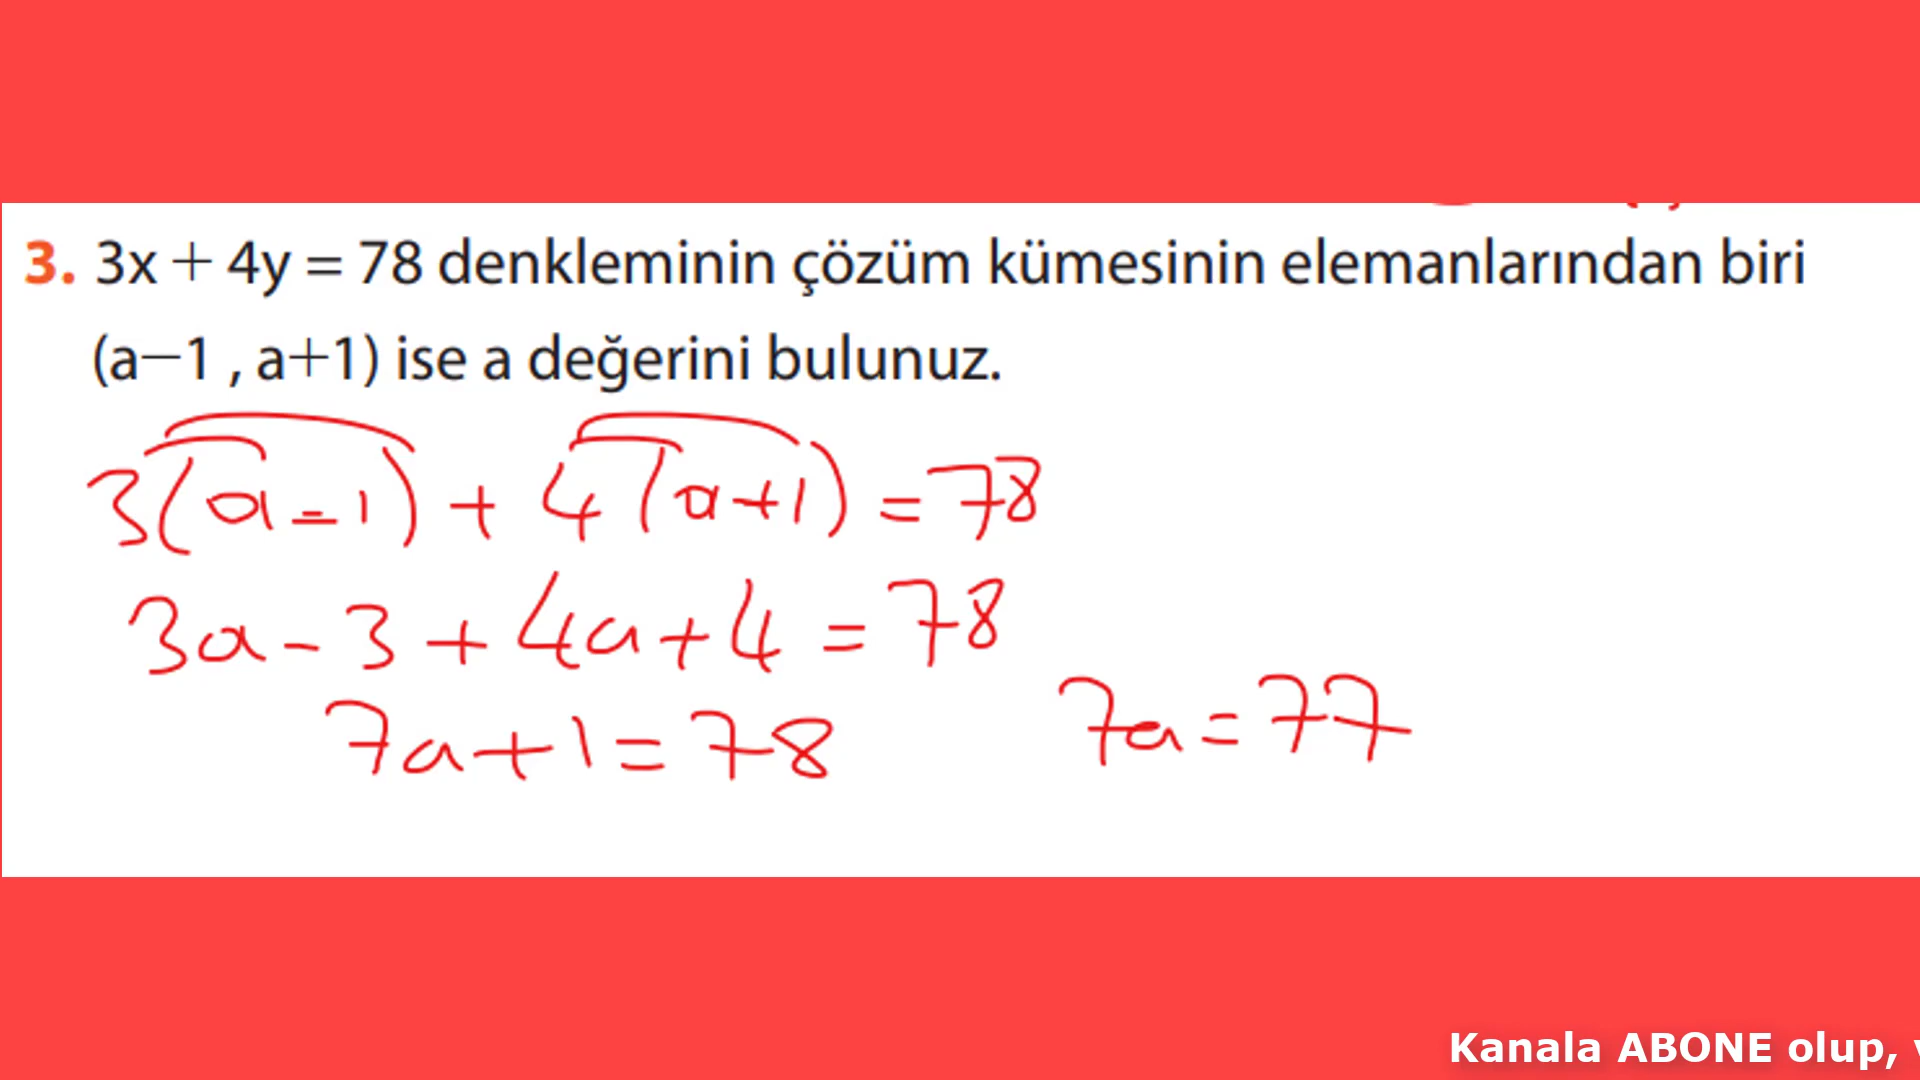 3. 3x + 4y = 78 denkleminin çözüm kümesinin elemanlarından biri
(a−1 , a+1) ise a değerini bulunuz.
3(a-1) + 4(a+1) = 78
3a - 3 + 4a + 4 = 78
7a + 1 = 78 7a = 77
Kanala ABONE olup,